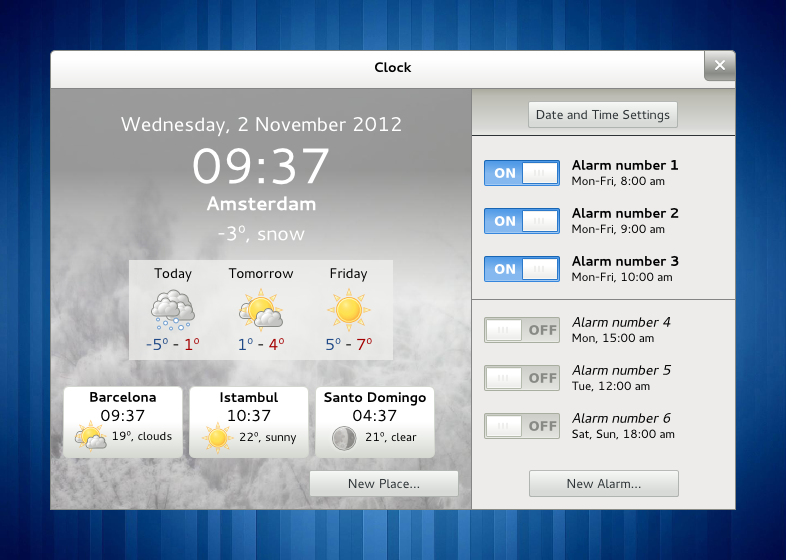 Clock
Wednesday, 2 November 2012
09:37
Amsterdam
-3º, snow
Today Tomorrow Friday
-5º - 1º 1º - 4º 5º - 7º
Barcelona
09:37
19º, clouds
Istambul
10:37
22º, sunny
Santo Domingo
04:37
21º, clear
New Place...
Date and Time Settings
ON
Alarm number 1
Mon-Fri, 8:00 am
ON
Alarm number 2
Mon-Fri, 9:00 am
ON
Alarm number 3
Mon-Fri, 10:00 am
OFF
Alarm number 4
Mon, 15:00 am
OFF
Alarm number 5
Tue, 12:00 am
OFF
Alarm number 6
Sat, Sun, 18:00 am
New Alarm...